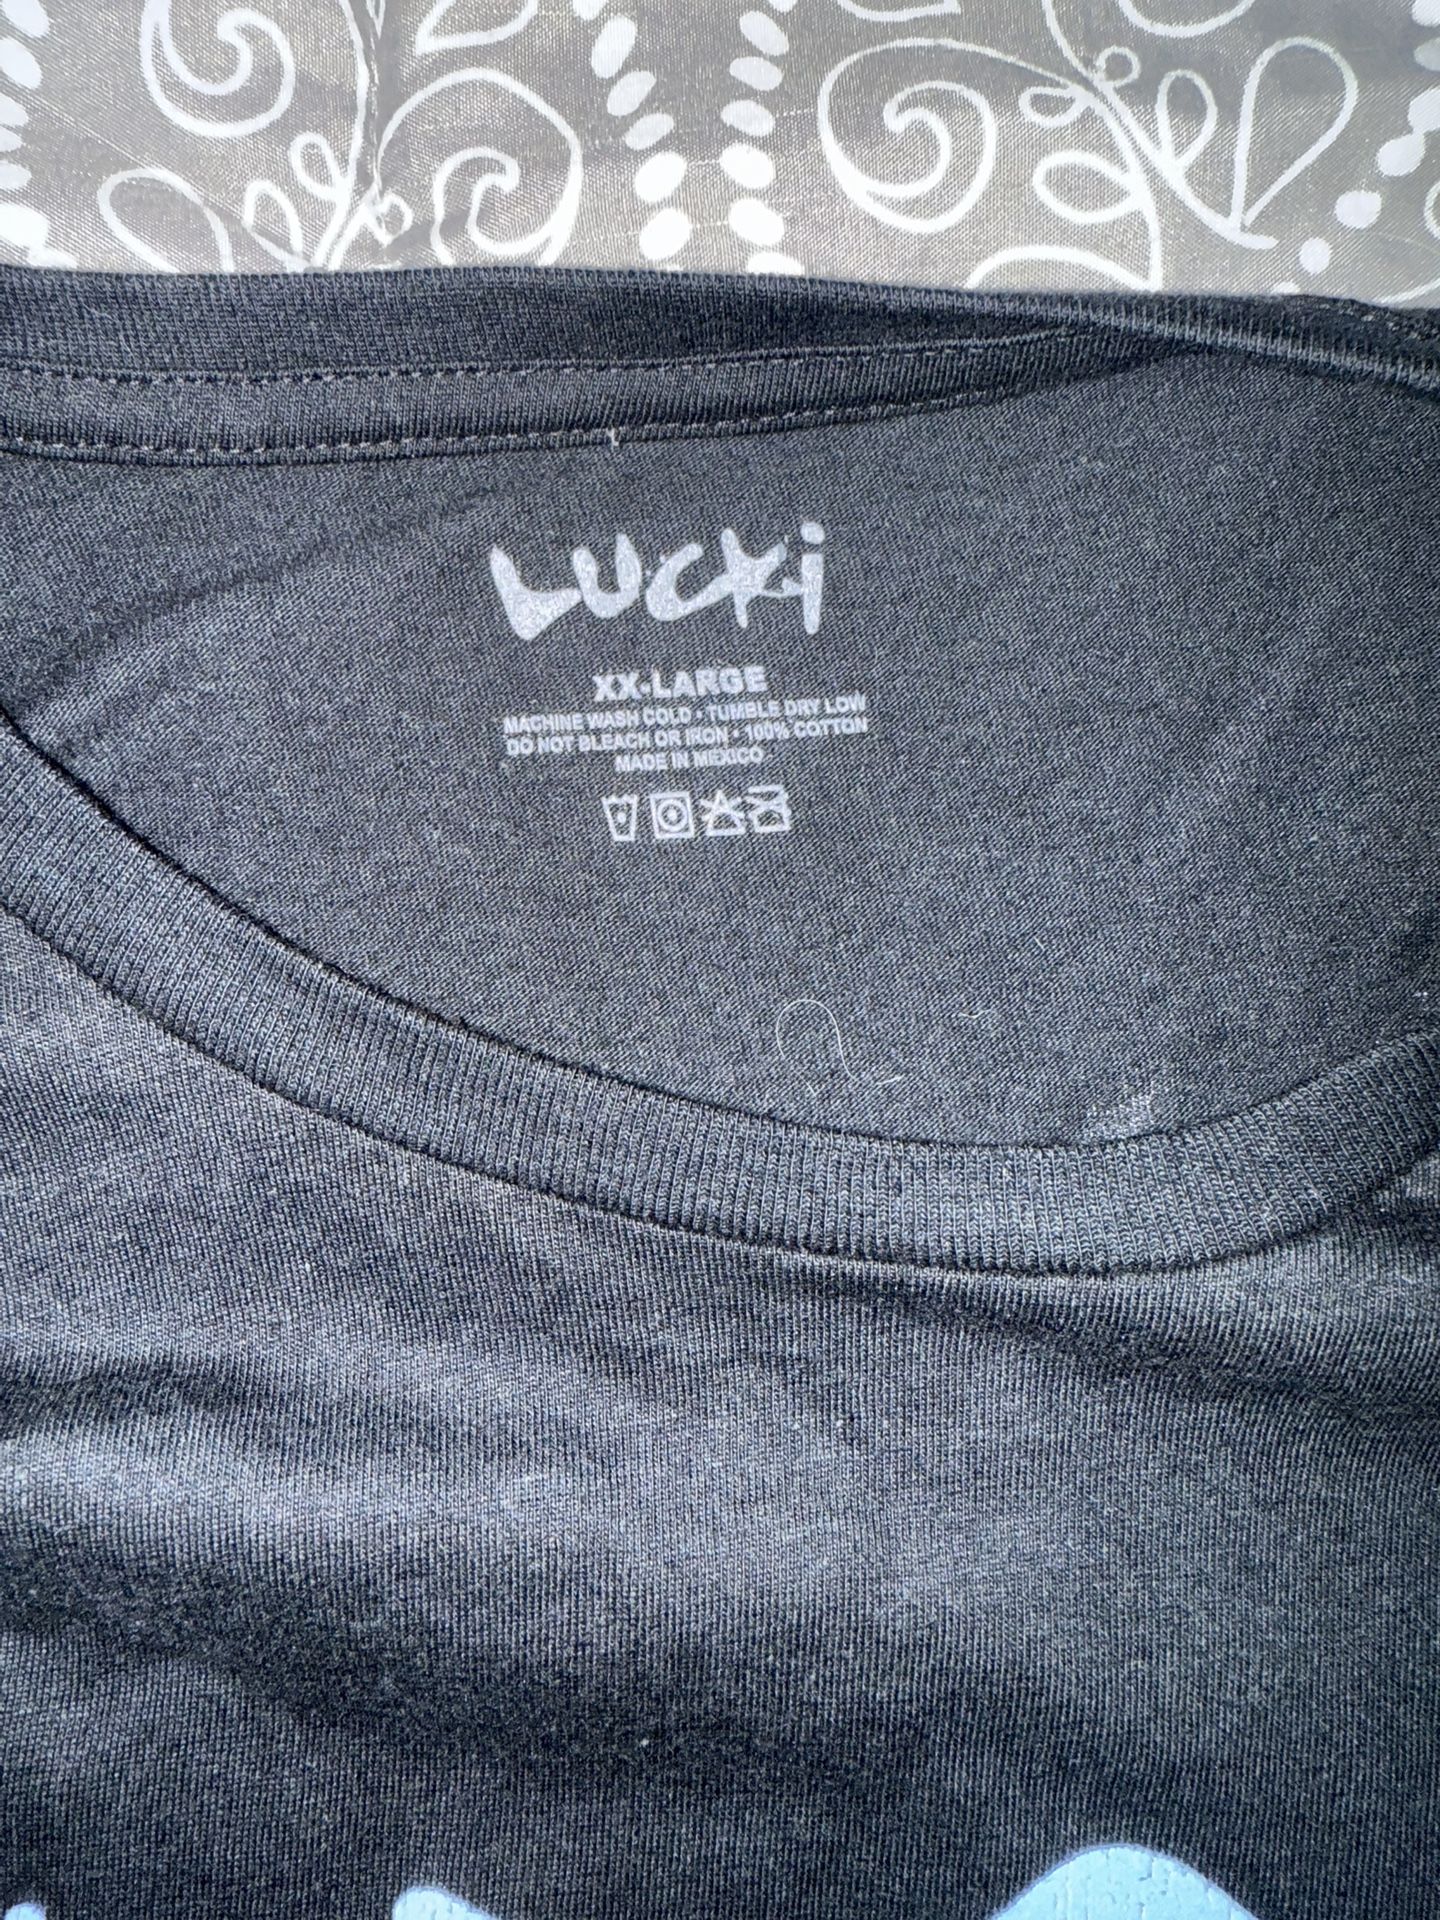 LUCKi
XX-LARGE
MACHINE WASH COLD • TUMBLE DRY LOW
DO NOT BLEACH OR IRON • 100% COTTON
MADE IN MEXICO